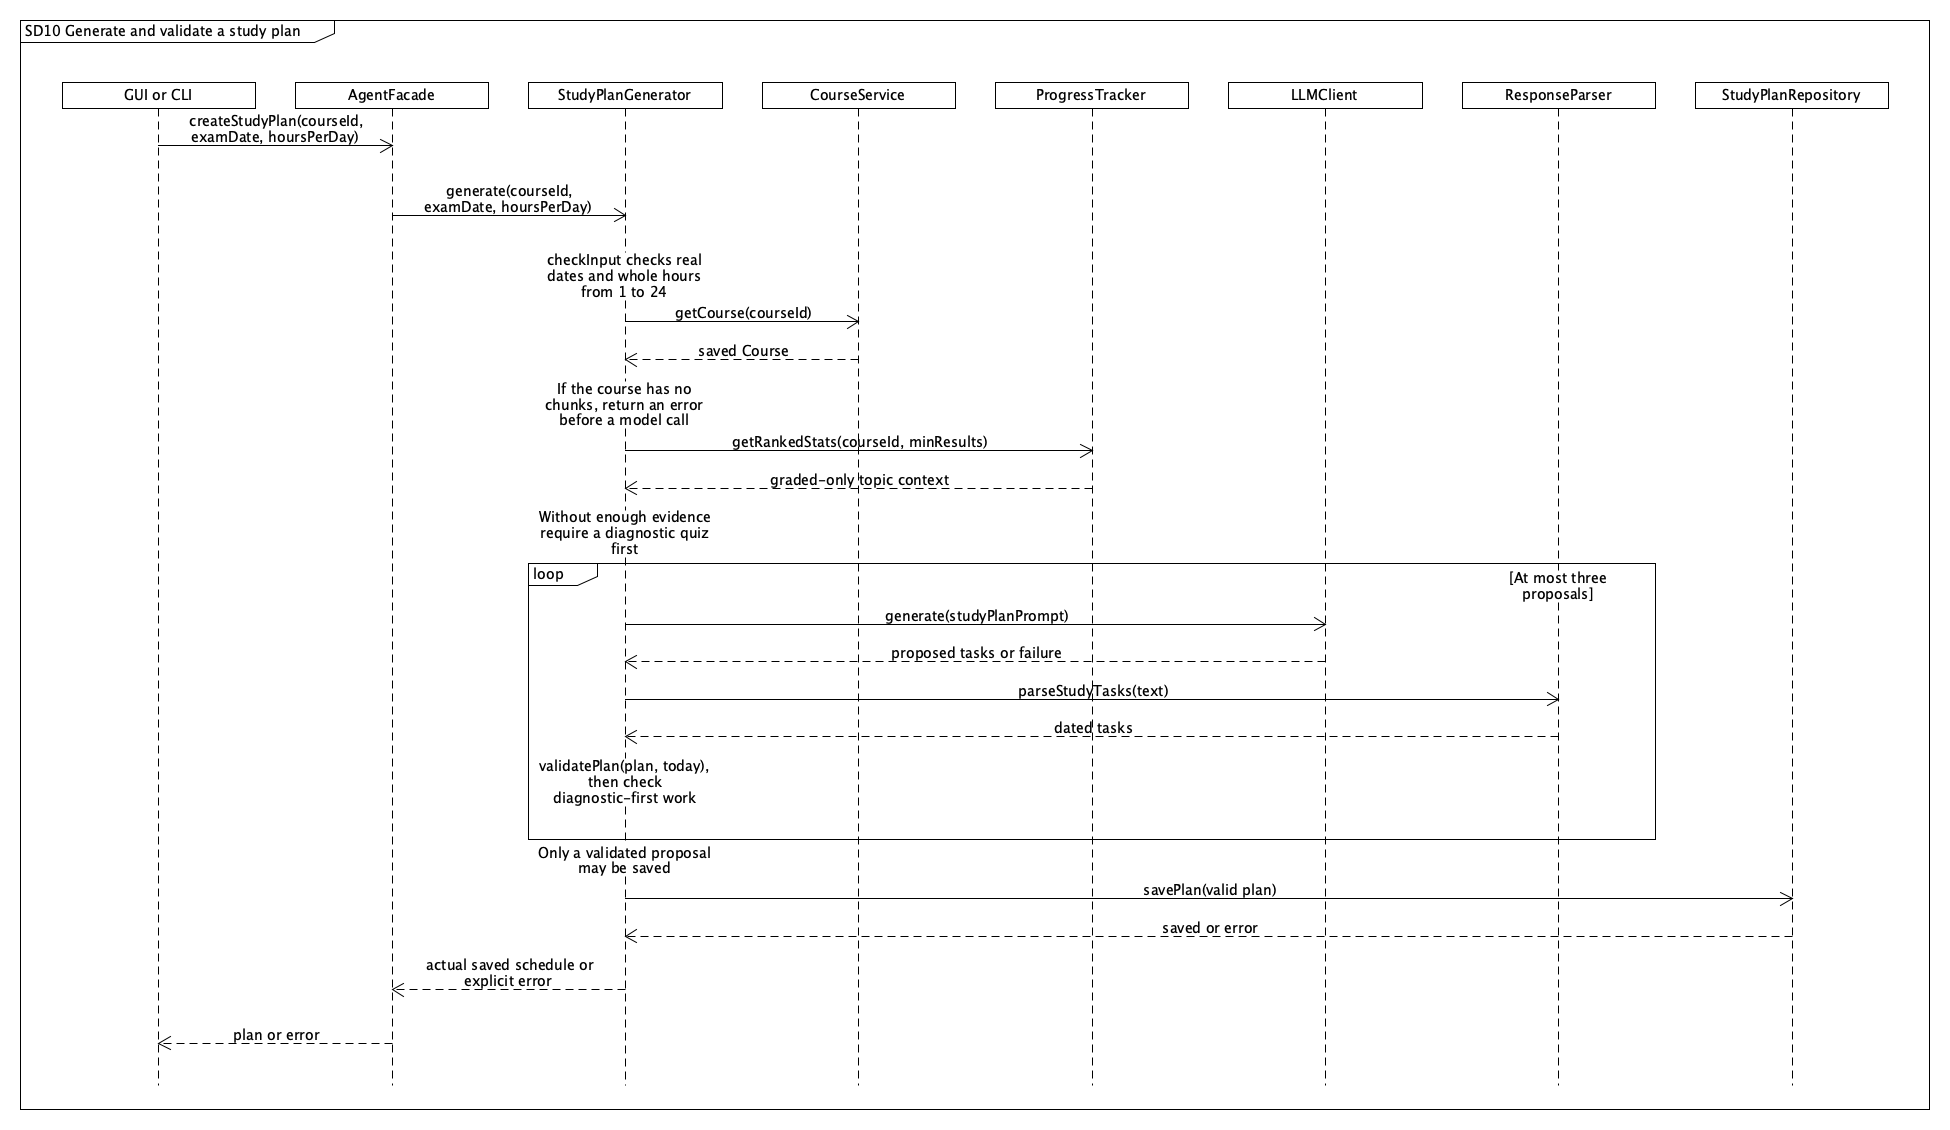 SD10 Generate and validate a study plan
GUI or CLI
AgentFacade
StudyPlanGenerator
CourseService
ProgressTracker
LLMClient
ResponseParser
StudyPlanRepository
createStudyPlan(courseId,
examDate, hoursPerDay)
generate(courseId,
examDate, hoursPerDay)
checkInput checks real
dates and whole hours
from 1 to 24
getCourse(courseId)
saved Course
If the course has no
chunks, return an error
before a model call
getRankedStats(courseId, minResults)
graded-only topic context
Without enough evidence
require a diagnostic quiz
first
loop
[At most three
proposals]
generate(studyPlanPrompt)
proposed tasks or failure
parseStudyTasks(text)
dated tasks
validatePlan(plan, today),
then check
diagnostic-first work
Only a validated proposal
may be saved
savePlan(valid plan)
saved or error
actual saved schedule or
explicit error
plan or error